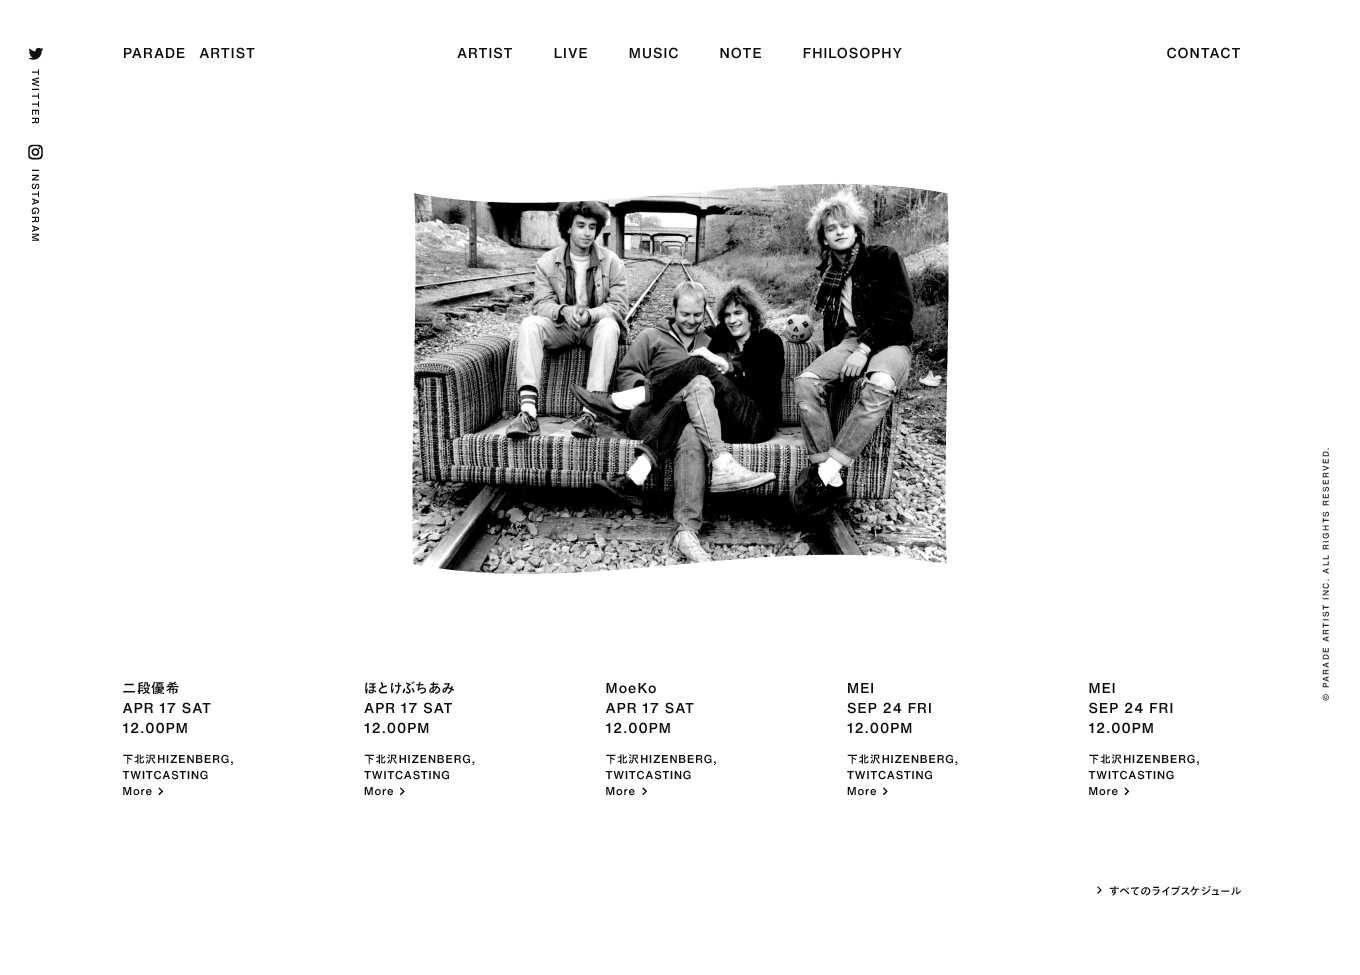 PARADE ARTIST
ARTIST
LIVE
MUSIC
NOTE
FHILOSOPHY
CONTACT
TWITTER
INSTAGRAM
二段優希
APR 17 SAT
12.00PM
下北沢HIZENBERG,
TWITCASTING
More
ほとけぶちあみ
APR 17 SAT
12.00PM
下北沢HIZENBERG,
TWITCASTING
More
MoeKo
APR 17 SAT
12.00PM
下北沢HIZENBERG,
TWITCASTING
More
MEI
SEP 24 FRI
12.00PM
下北沢HIZENBERG,
TWITCASTING
More
MEI
SEP 24 FRI
12.00PM
下北沢HIZENBERG,
TWITCASTING
More
すべてのライブスケジュール
© PARADE ARTIST INC. ALL RIGHTS RESERVED.